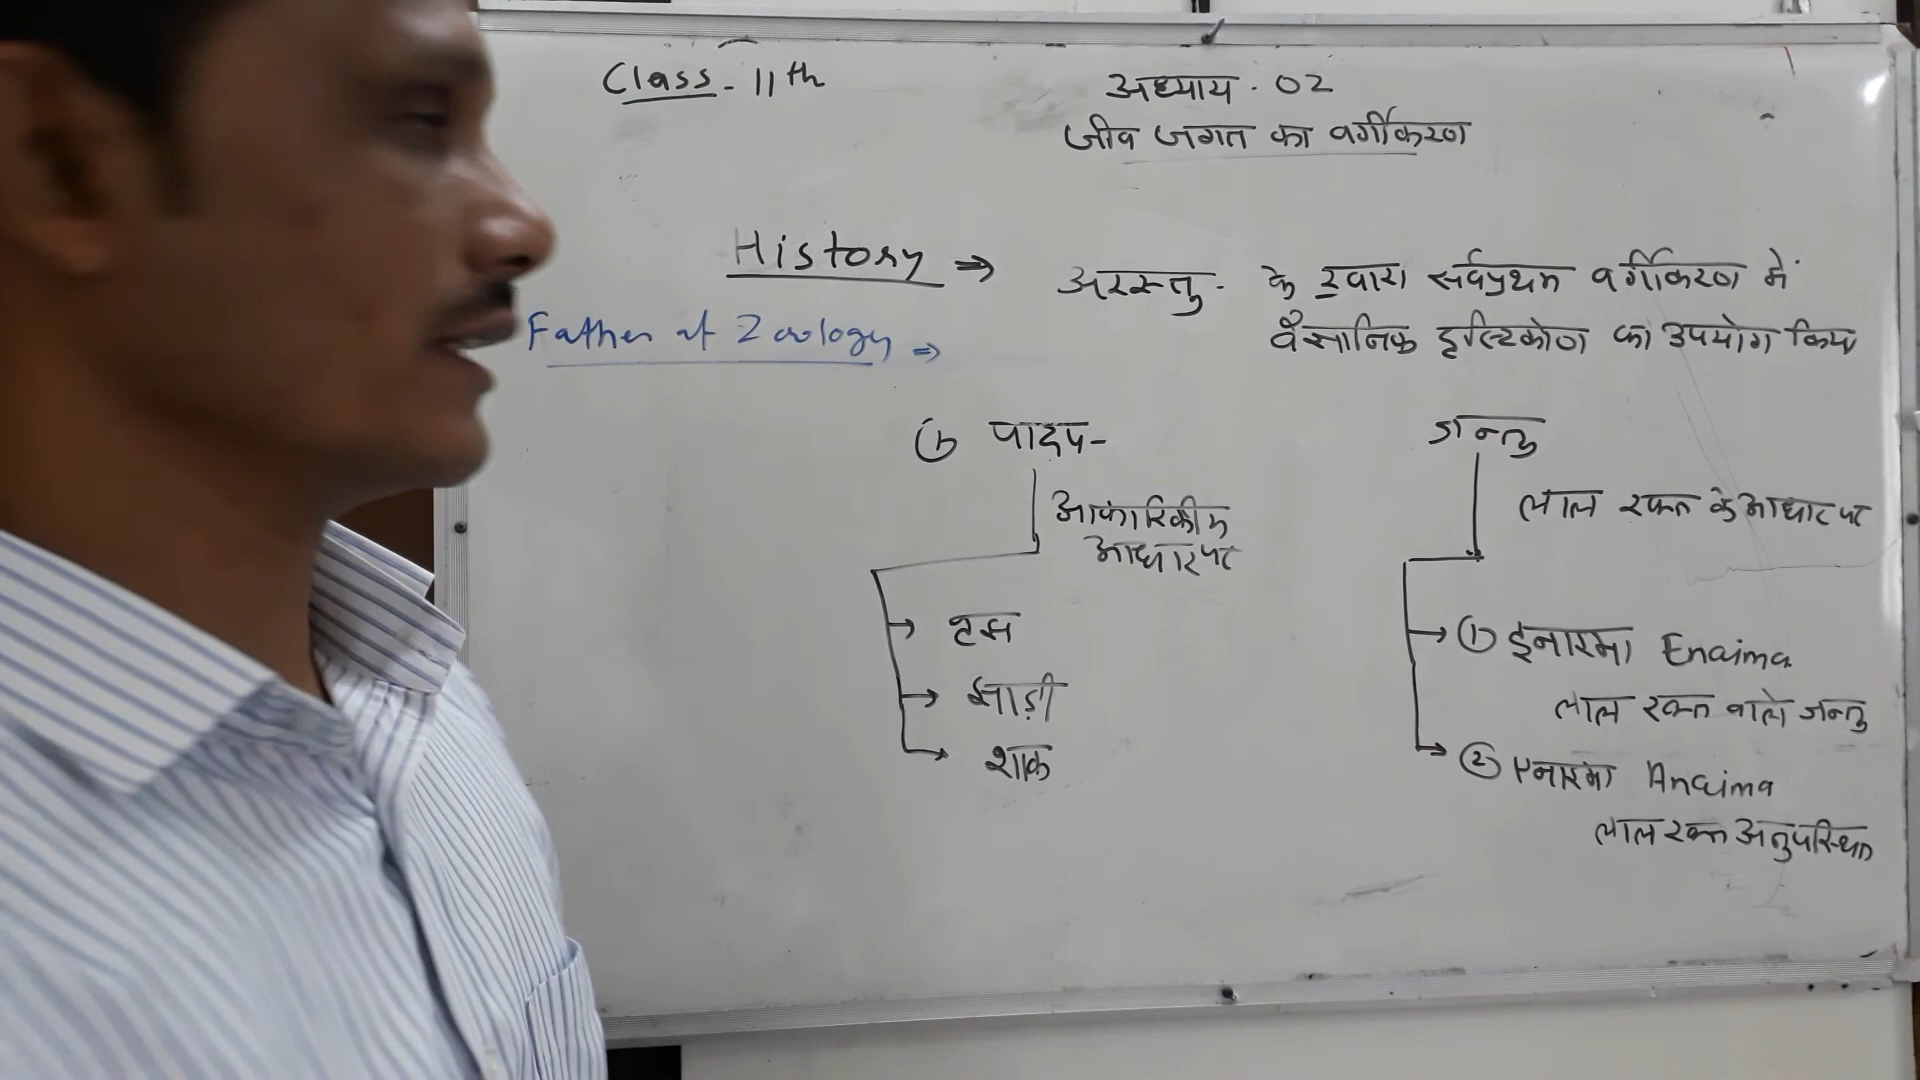 Class - 11th
अध्याय . 02
जीव जगत का वर्गीकरण
History ⇒ अरस्तु - के द्वारा सर्वप्रथम वर्गीकरण में
वैज्ञानिक दृष्टिकोण का उपयोग किय
Father of Zoology ⇒
① पादप-
आकारिकीय
आधार पर
वृक्ष
झाड़ी
शाक
जन्तु
लाल रक्त के आधार पर
① इनाइमा Enaima
लाल रक्त वाले जन्तु
② एनाइमा Anaima
लाल रक्त अनुपस्थित